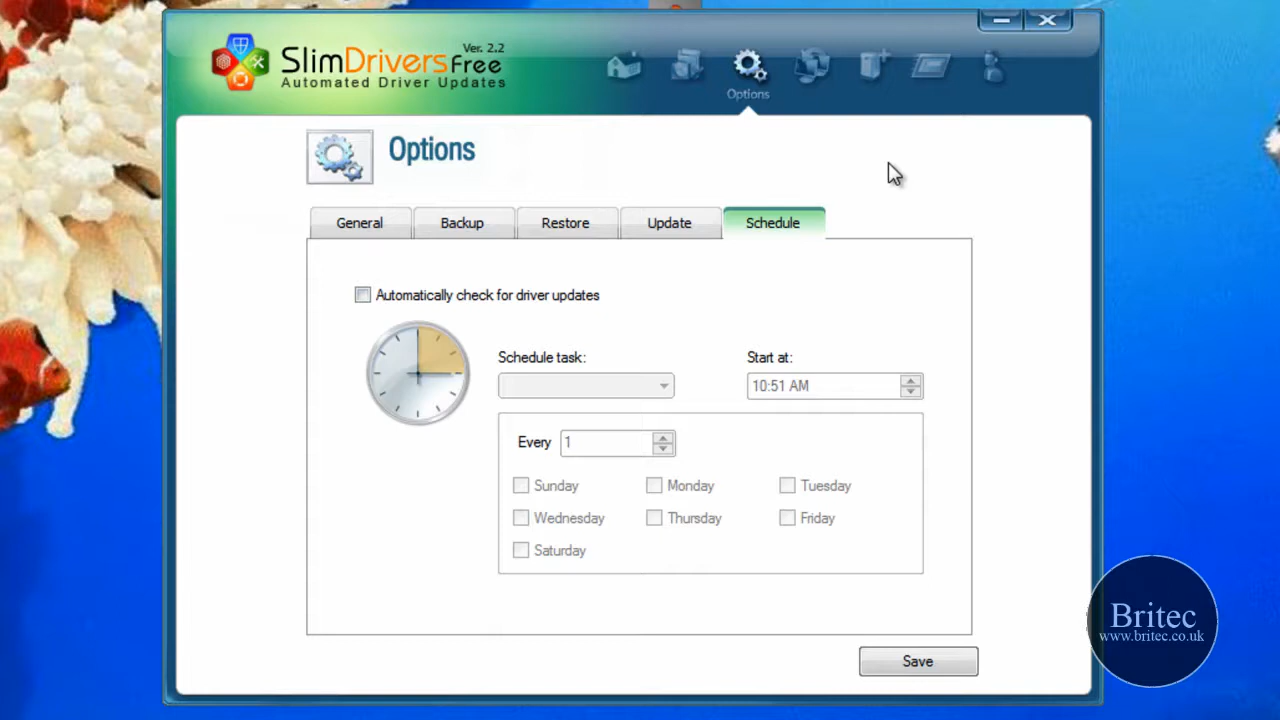 SlimDrivers Free Ver. 2.2
Automated Driver Updates
Options
Options
General Backup Restore Update Schedule
Automatically check for driver updates
Schedule task: Start at:
10:51 AM
Every 1
Sunday Monday Tuesday
Wednesday Thursday Friday
Saturday
Save
Britec
www.britec.co.uk